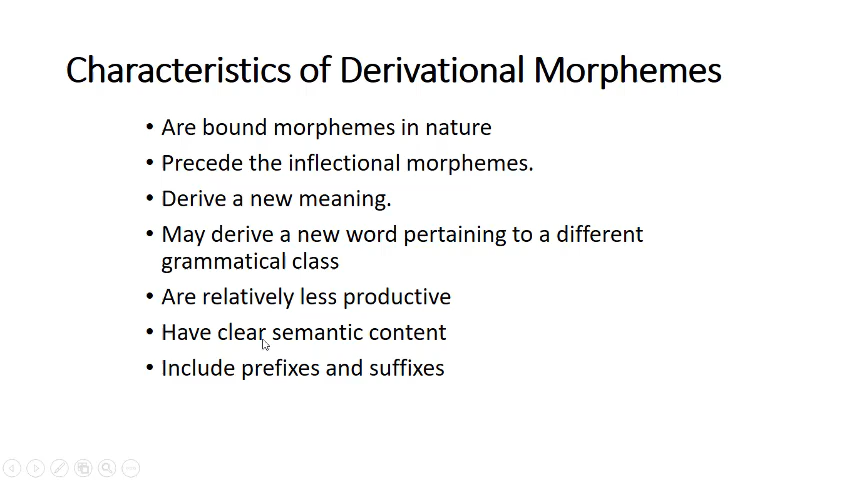 Characteristics of Derivational Morphemes
• Are bound morphemes in nature
• Precede the inflectional morphemes.
• Derive a new meaning.
• May derive a new word pertaining to a different
grammatical class
• Are relatively less productive
• Have clear semantic content
• Include prefixes and suffixes